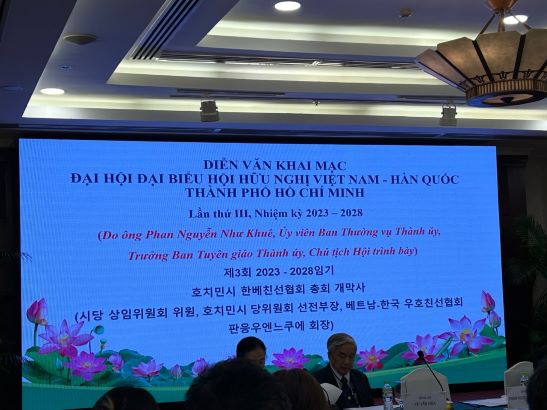 DIỄN VĂN KHAI MẠC
ĐẠI HỘI ĐẠI BIỂU HỘI HỮU NGHỊ VIỆT NAM - HÀN QUỐC
THÀNH PHỐ HỒ CHÍ MINH
Lần thứ III, Nhiệm kỳ 2023 – 2028
(Do ông Phan Nguyễn Như Khuê, Ủy viên Ban Thường vụ Thành ủy,
Trưởng Ban Tuyên giáo Thành ủy, Chủ tịch Hội trình bày)
제3회 2023 - 2028임기
호치민시 한베친선협회 총회 개막사
(시당 상임위원회 위원, 호치민시 당위원회 선전부장, 베트남-한국 우호친선협회
판응우엔느쿠에 회장)